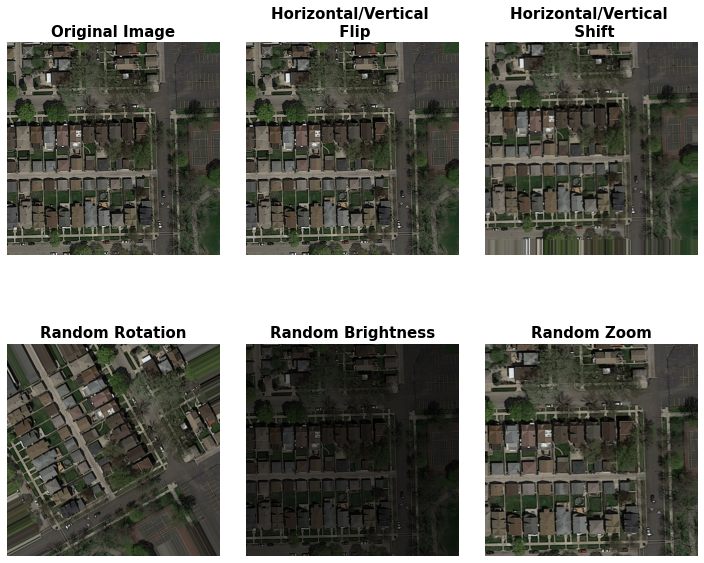 Original Image
Horizontal/Vertical
Flip
Horizontal/Vertical
Shift
Random Rotation
Random Brightness
Random Zoom